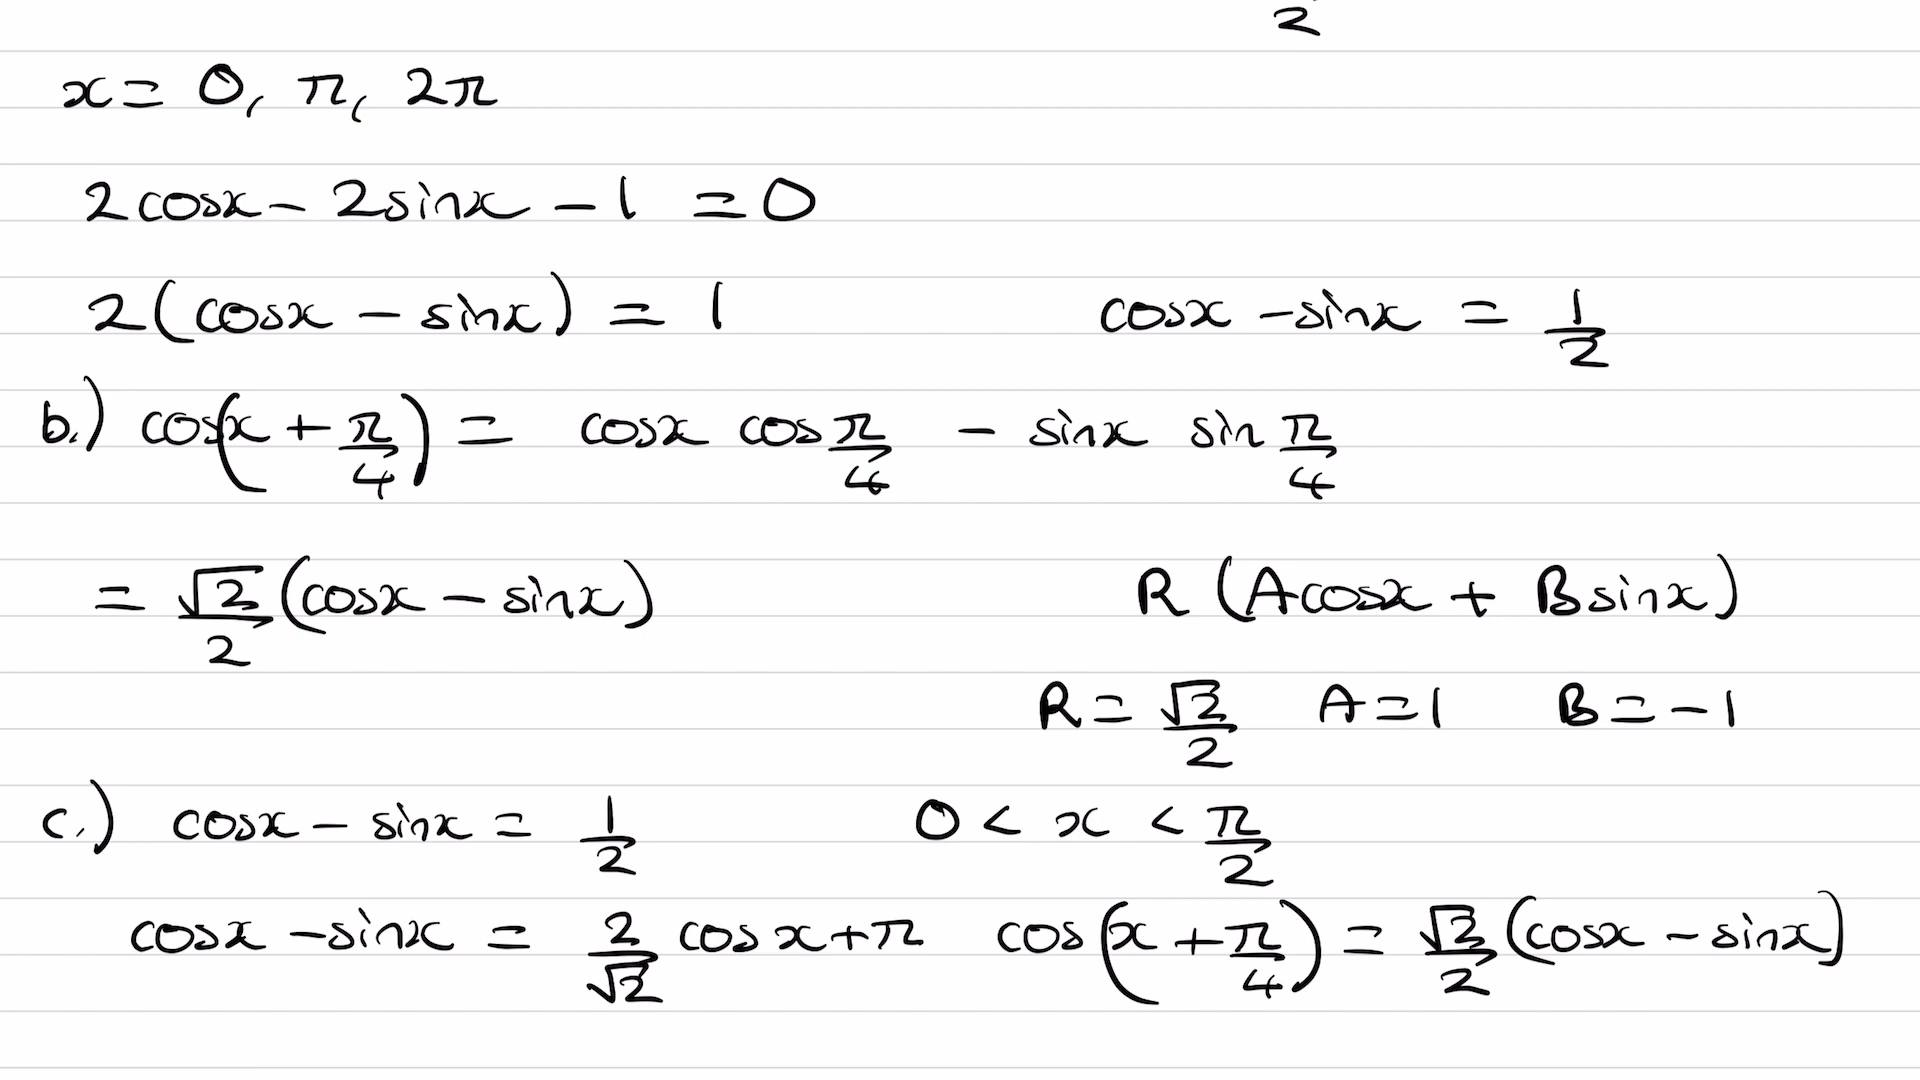 2
x = 0, π, 2π
2cosx - 2sinx - 1 = 0
2(cosx - sinx) = 1 cosx - sinx = 1/2
b.) cos(x + π/4) = cosx cos π/4 - sinx sin π/4
= √2/2 (cosx - sinx) R (Acosx + Bsinx)
R = √2/2 A = 1 B = -1
c.) cosx - sinx = 1/2 0 < x < π/2
cosx - sinx = 2/√2 cos x + π cos(x + π/4) = √2/2 (cosx - sinx)